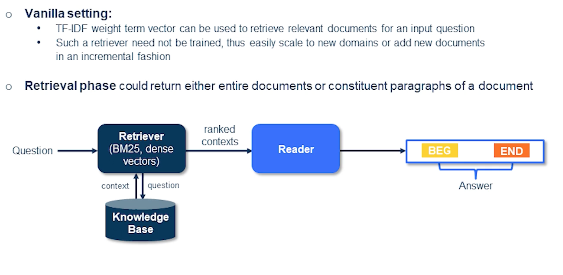 Vanilla setting:
TF-IDF weight term vector can be used to retrieve relevant documents for an input question
Such a retriever need not be trained, thus easily scale to new domains or add new documents
in an incremental fashion
Retrieval phase could return either entire documents or constituent paragraphs of a document
Question
Retriever
(BM25, dense
vectors)
ranked
contexts
Reader
BEG
END
Answer
context
question
Knowledge
Base